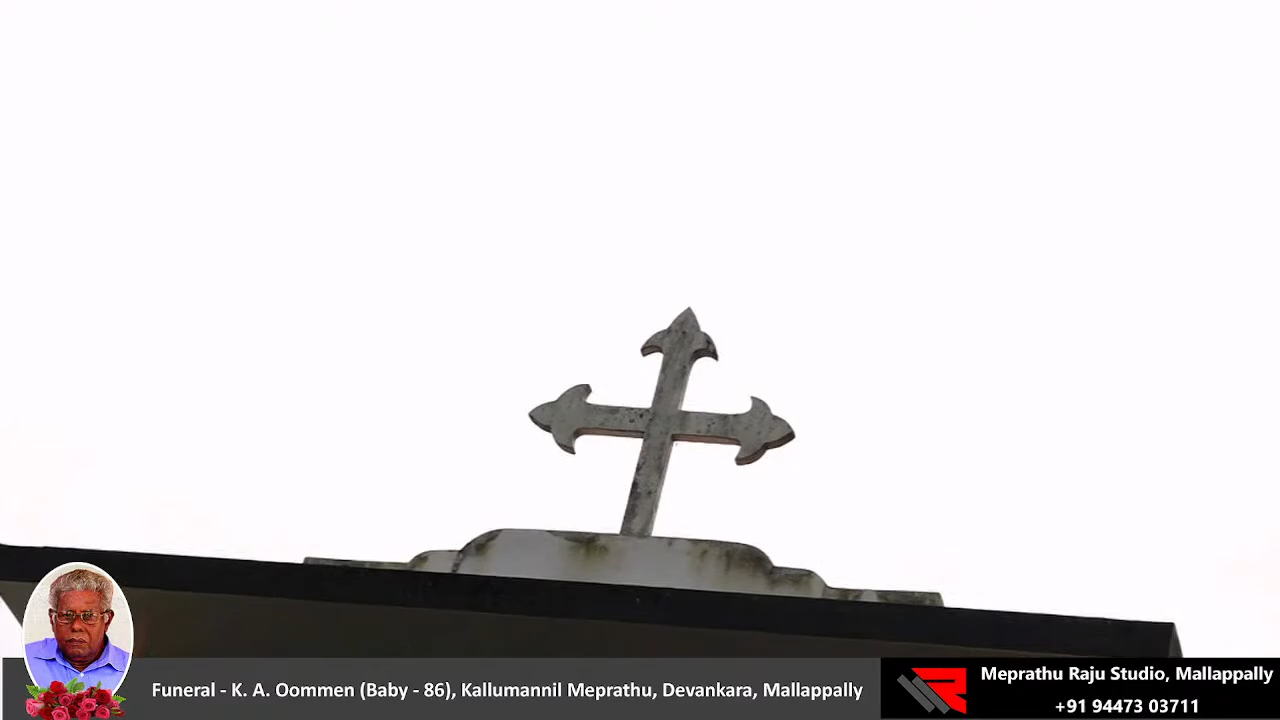 Funeral - K. A. Oommen (Baby - 86), Kallumannil Meprathu, Devankara, Mallappally
Meprathu Raju Studio, Mallappally
+91 94473 03711